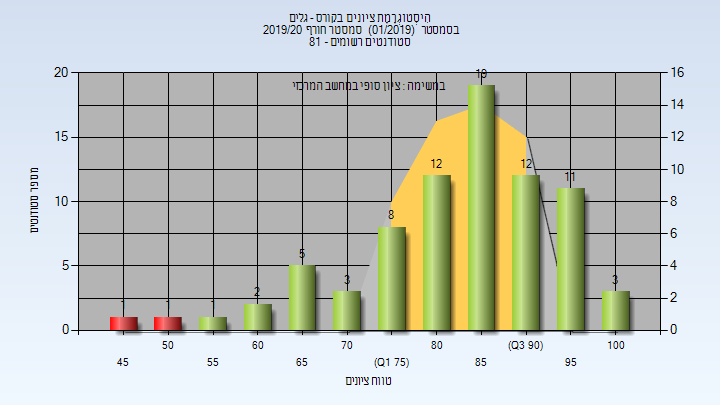 היסטוגרמת ציונים בקורס - גלים
בסמסטר (01/2019) סמסטר חורף 2019/20
סטודנטים רשומים - 81
במשימה : ציון סופי במחשב המרכזי
20 16
14
15 12
10
10 8
6
5 4
2
0 0
מספר סטודנטים
1 1 1 2 5 3 8 12 19 12 11 3
50 60 70 80 (Q3 90) 100
45 55 65 (Q1 75) 85 95
טווח ציונים